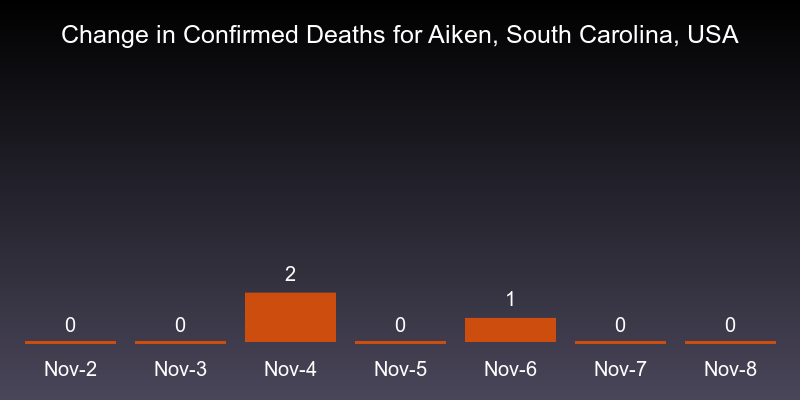 Change in Confirmed Deaths for Aiken, South Carolina, USA
2
1
0 0 0 0 0
Nov-2 Nov-3 Nov-4 Nov-5 Nov-6 Nov-7 Nov-8